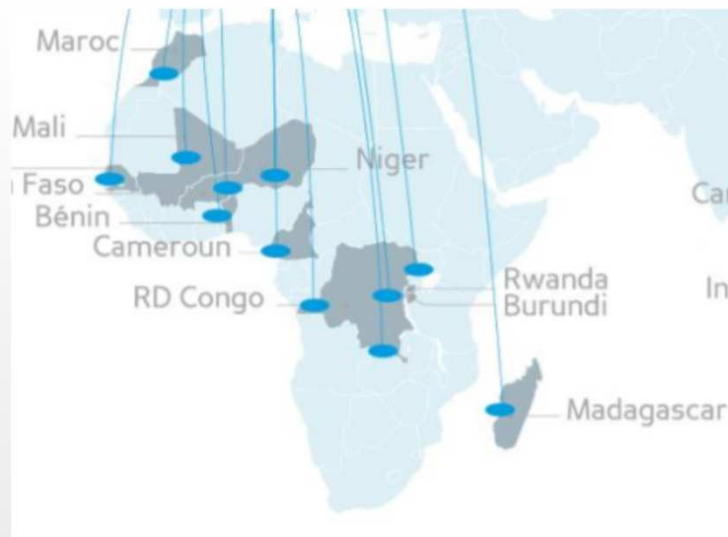 Maroc
Mali
Niger
Faso
Bénin
Cameroun
RD Congo
Rwanda
Burundi
Madagascar